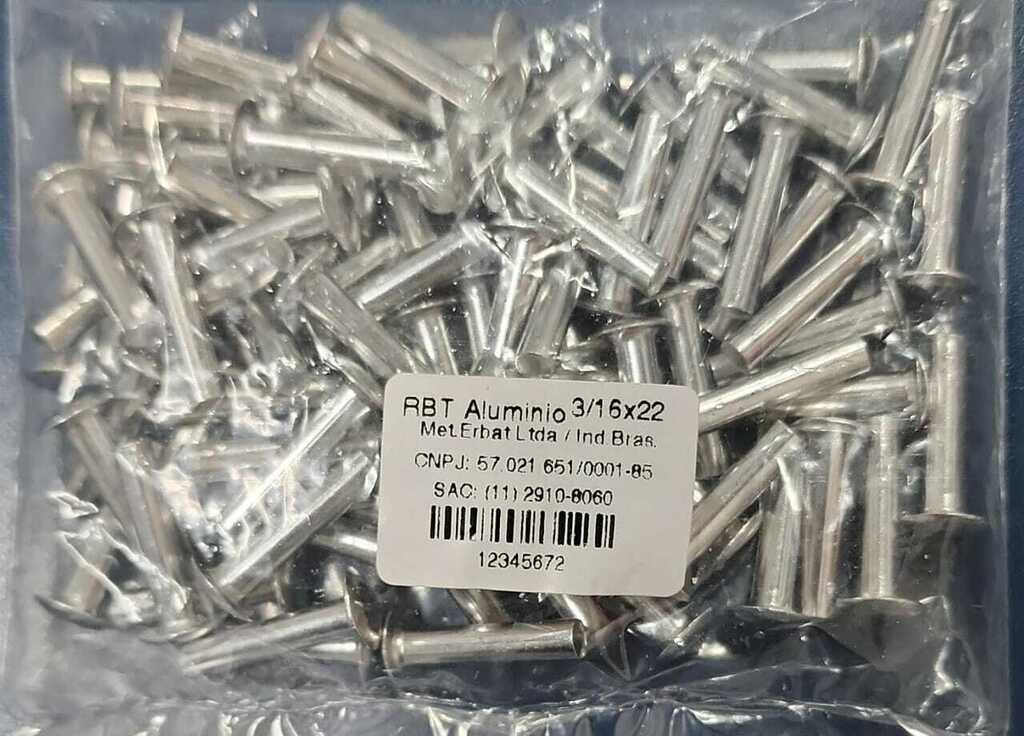 RBT Aluminio 3/16x22
Met.Erbat Ltda / Ind Bras.
CNPJ: 57.021 651/0001-85
SAC: (11) 2910-8060
12345672